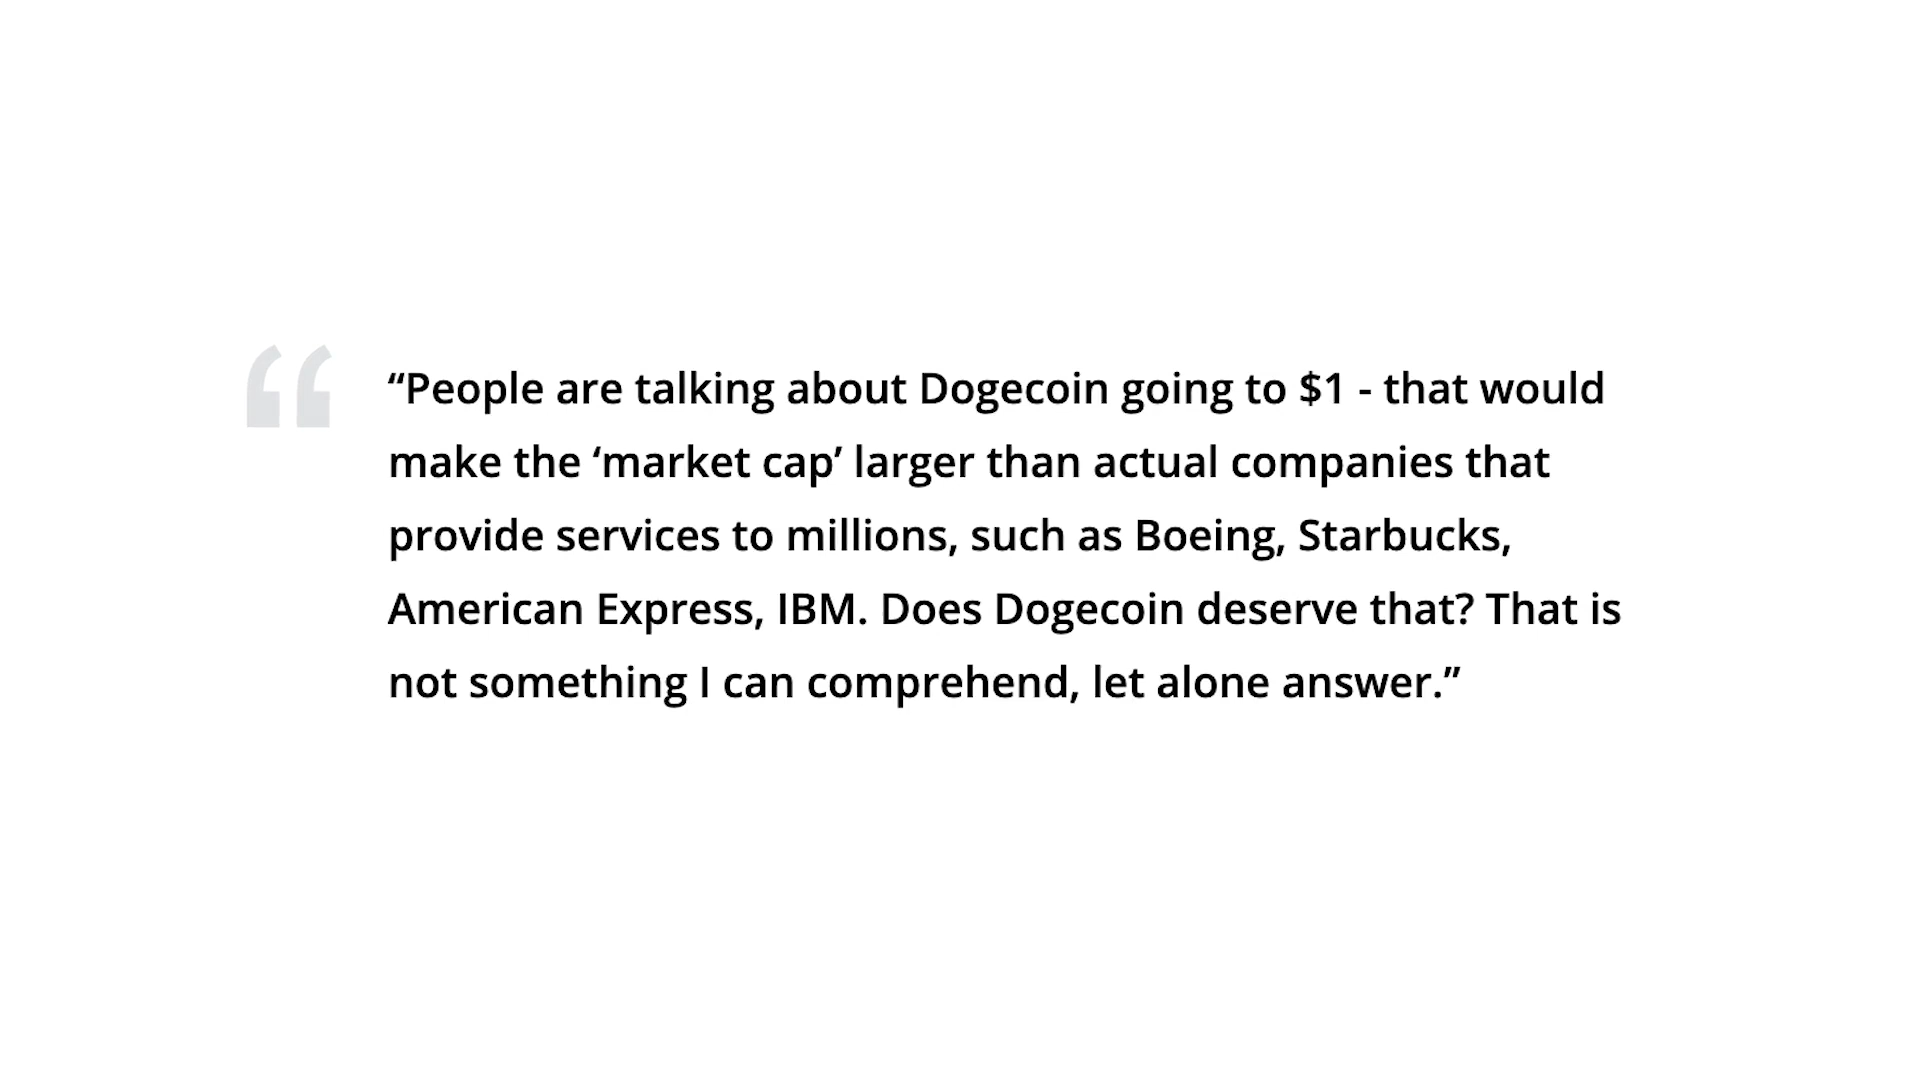 “People are talking about Dogecoin going to $1 - that would
make the ‘market cap’ larger than actual companies that
provide services to millions, such as Boeing, Starbucks,
American Express, IBM. Does Dogecoin deserve that? That is
not something I can comprehend, let alone answer.”